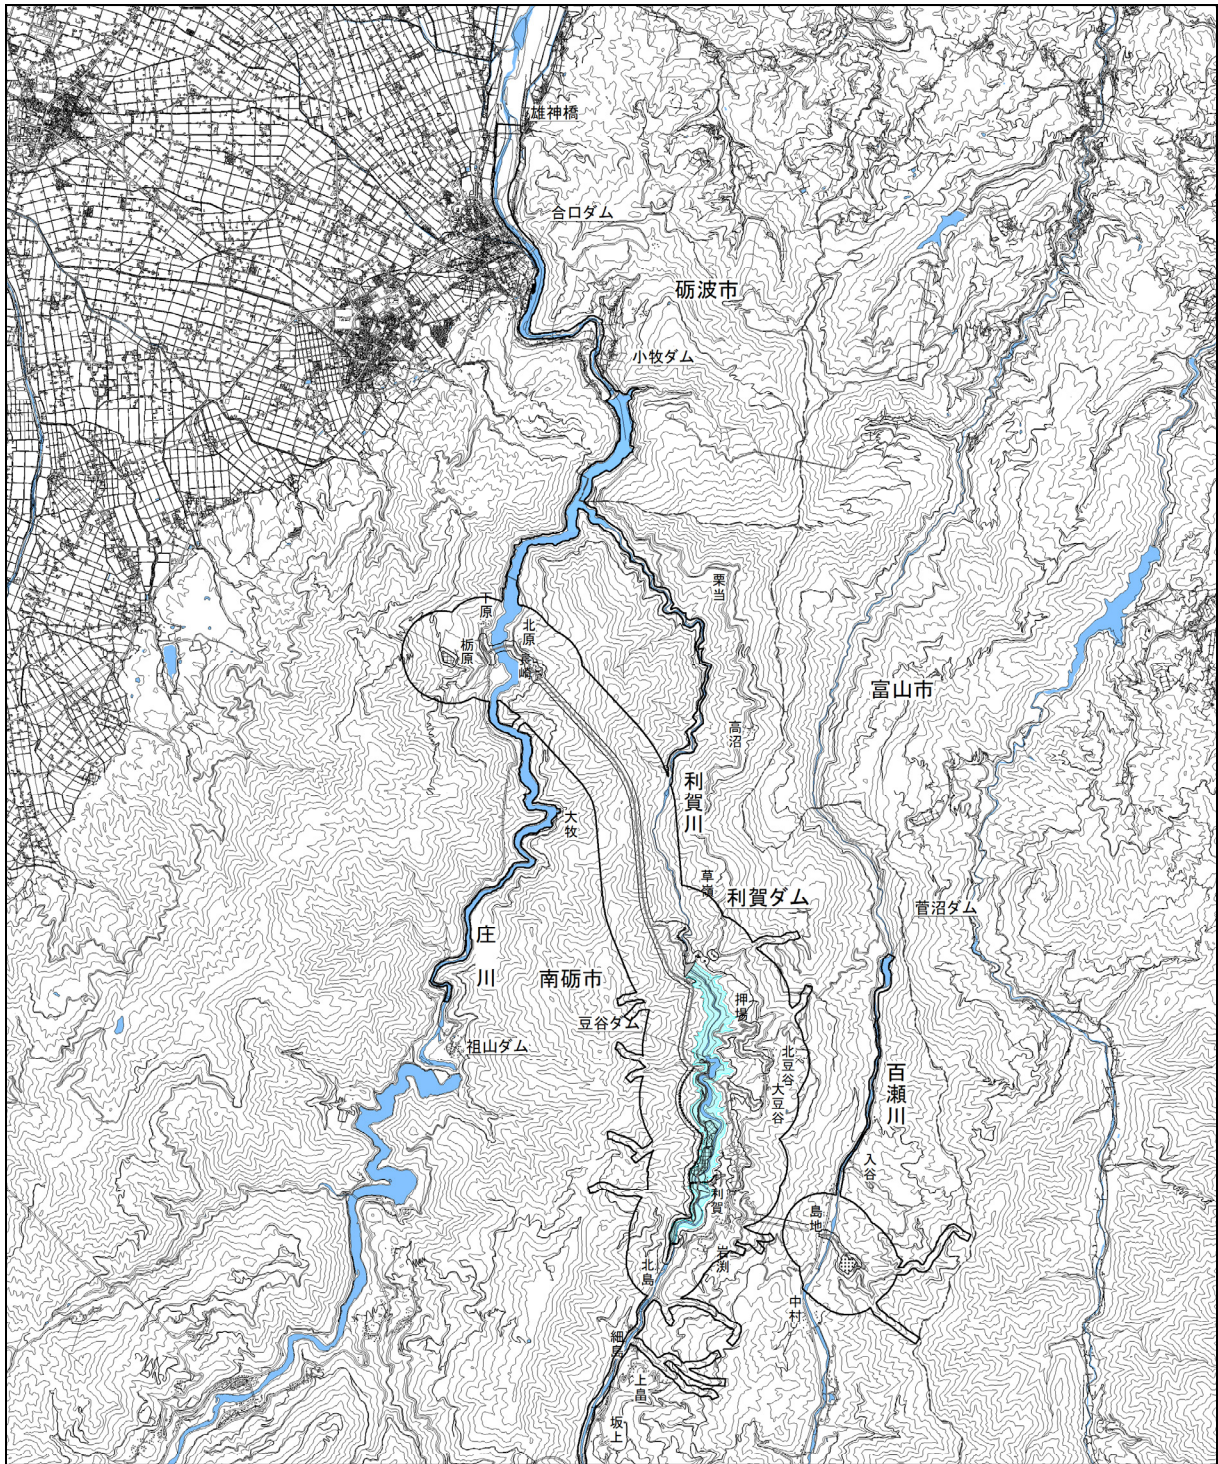 雄神橋
合口ダム
砺波市
小牧ダム
栗当
下原
北原
栃原
長崎
富山市
高沼
利賀川
大牧
草嶺
利賀ダム
菅沼ダム
庄川
南砺市
押場
豆谷ダム
祖山ダム
北豆谷
大豆谷
百瀬川
入谷
利賀
島地
岩渕
北島
中村
細島
上畠
坂上